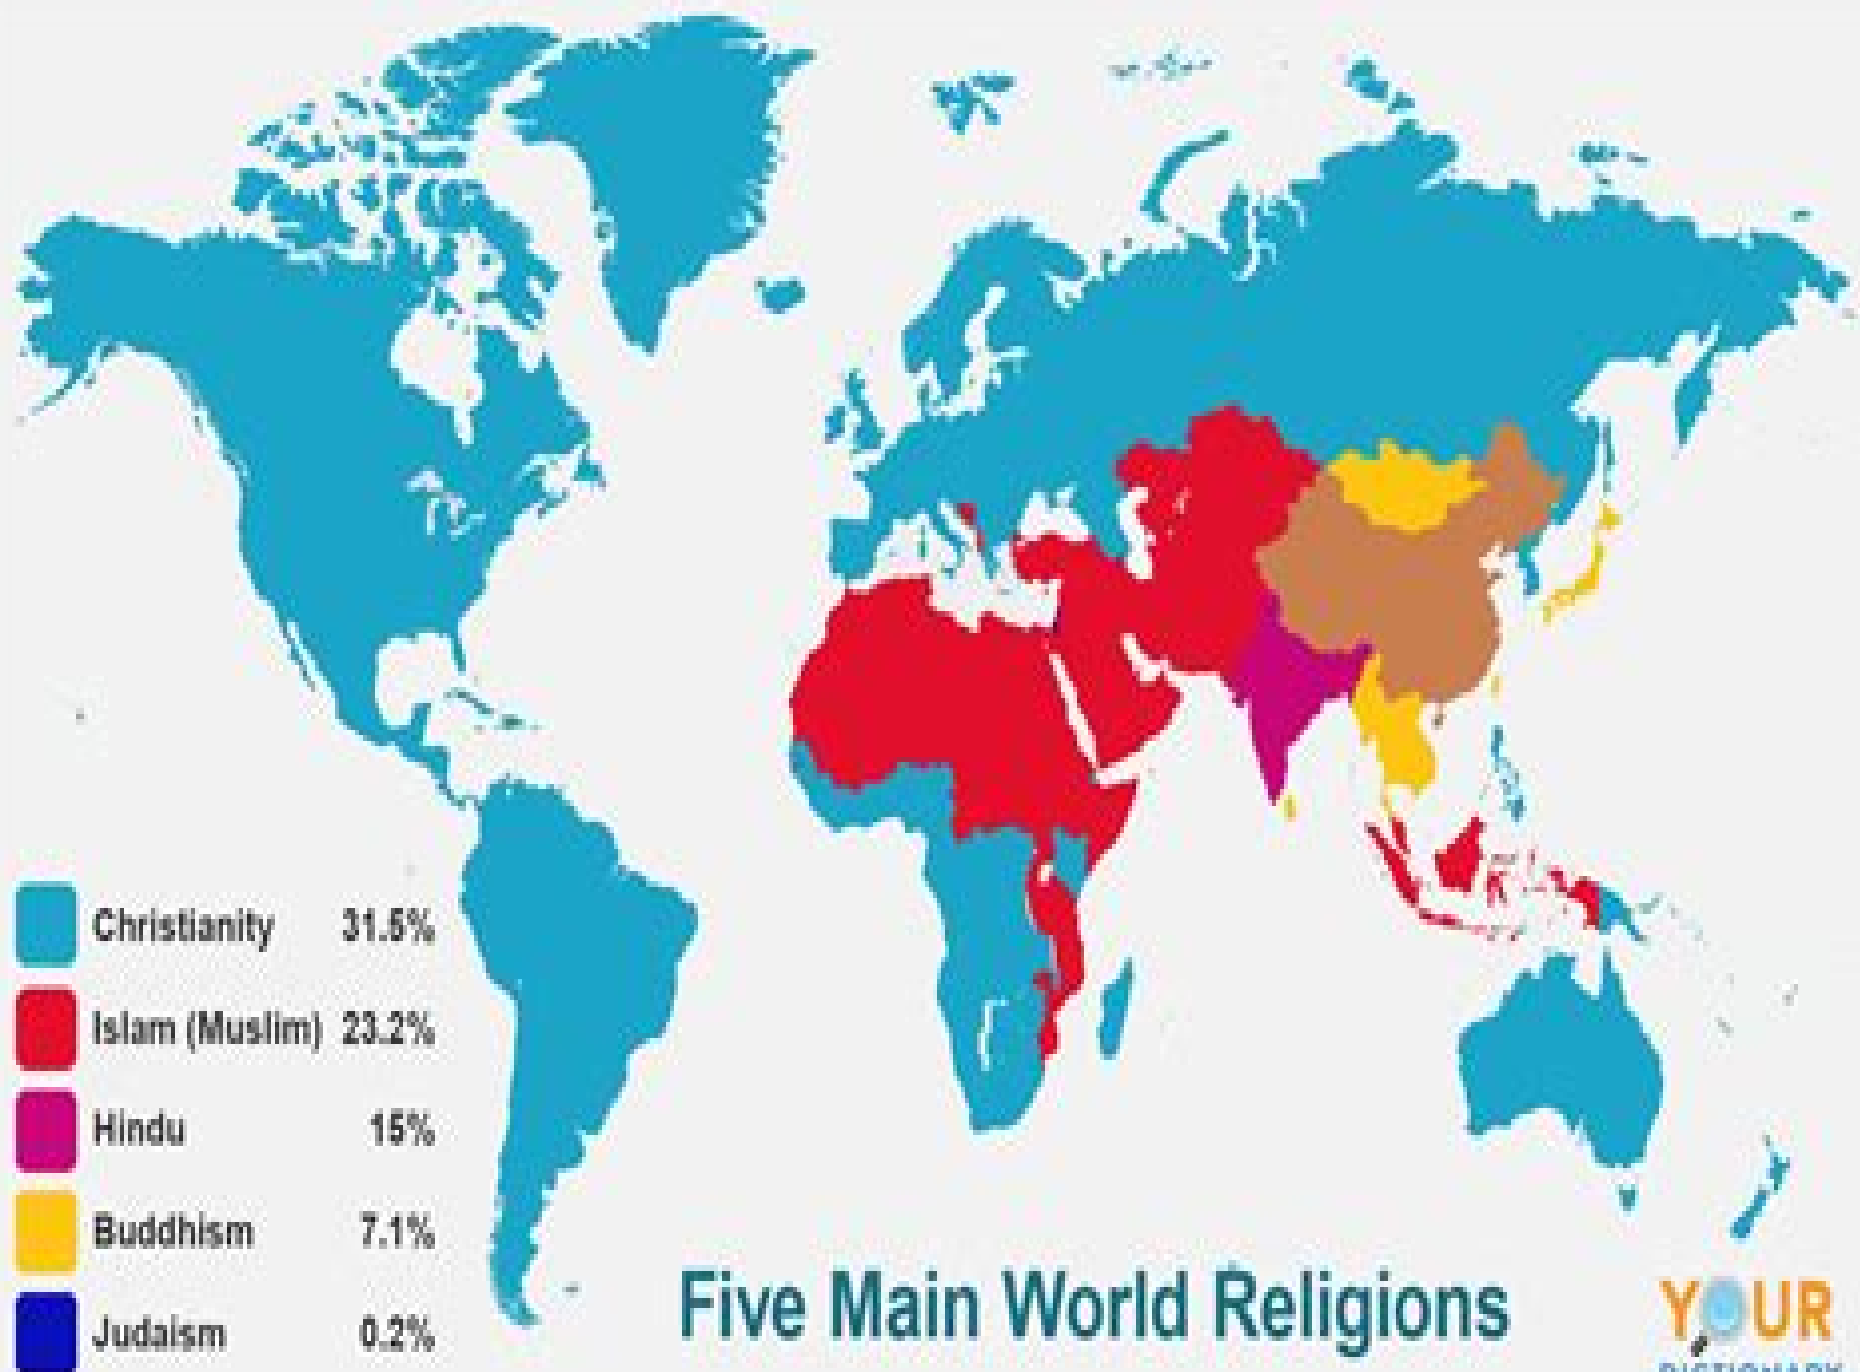 Christianity 31.5%
Islam (Muslim) 23.2%
Hindu 15%
Buddhism 7.1%
Judaism 0.2%
Five Main World Religions
YOUR
DICTIONARY